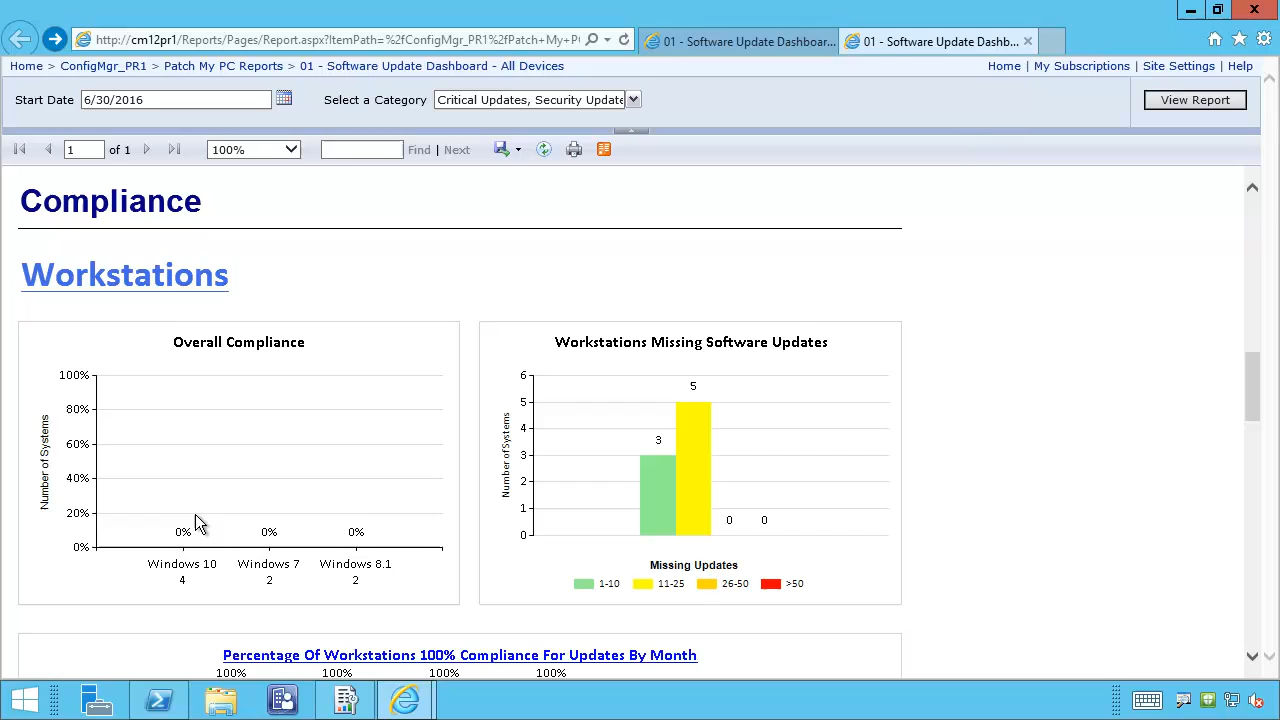 http://cm12pr1/Reports/Pages/Report.aspx?ItemPath=%2fConfigMgr_PR1%2fPatch+My+P
01 - Software Update Dashboar...
01 - Software Update Dashb...
Home > ConfigMgr_PR1 > Patch My PC Reports > 01 - Software Update Dashboard - All Devices
Home | My Subscriptions | Site Settings | Help
Start Date 6/30/2016 Select a Category Critical Updates, Security Update View Report
1 of 1 100% Find | Next
Compliance
Workstations
Overall Compliance
100%
80%
60%
40%
20%
0%
Number of Systems
0% 0% 0%
Windows 10 Windows 7 Windows 8.1
4 2 2
Workstations Missing Software Updates
6
5
4
3
2
1
0
Number of Systems
3 5 0 0
Missing Updates
1-10 11-25 26-50 >50
Percentage Of Workstations 100% Compliance For Updates By Month
100% 100% 100% 100%